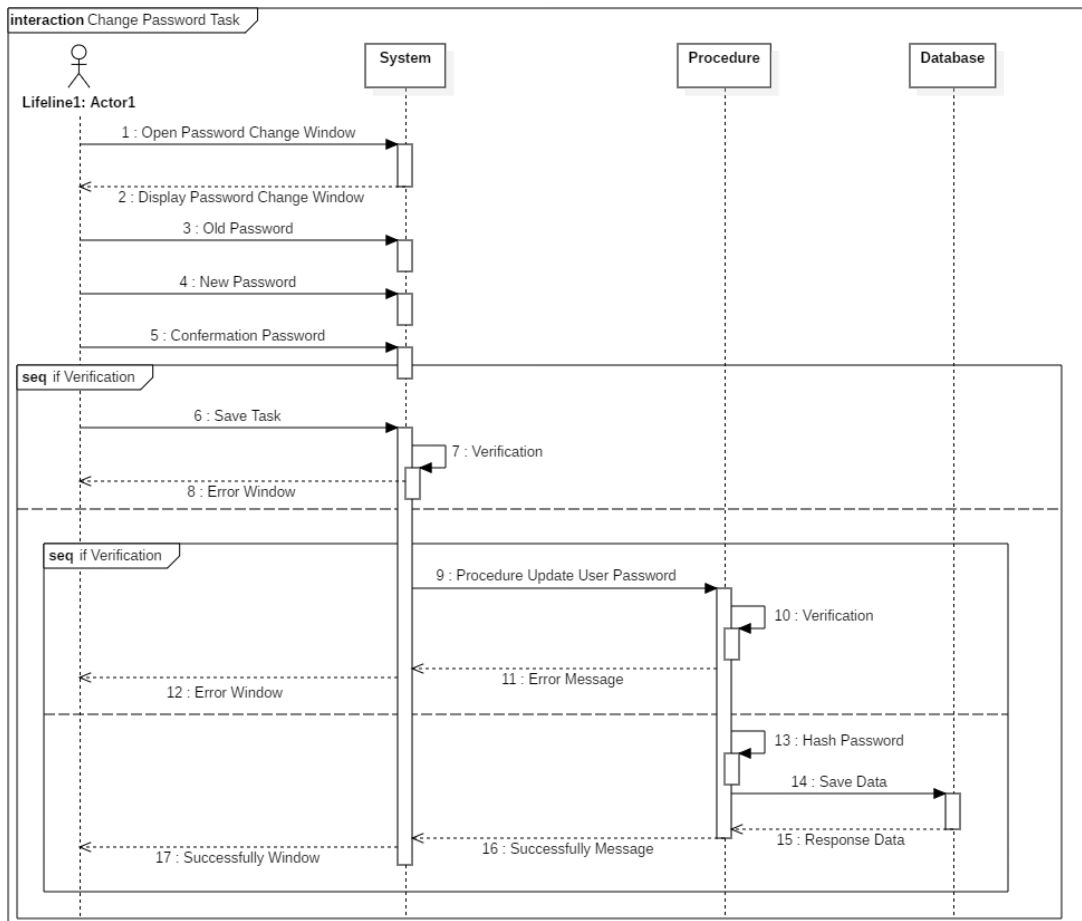 interaction Change Password Task
System
Procedure
Database
Lifeline1: Actor1
1 : Open Password Change Window
2 : Display Password Change Window
3 : Old Password
4 : New Password
5 : Confermation Password
seq if Verification
6 : Save Task
7 : Verification
8 : Error Window
seq if Verification
9 : Procedure Update User Password
10 : Verification
11 : Error Message
12 : Error Window
13 : Hash Password
14 : Save Data
15 : Response Data
16 : Successfully Message
17 : Successfully Window